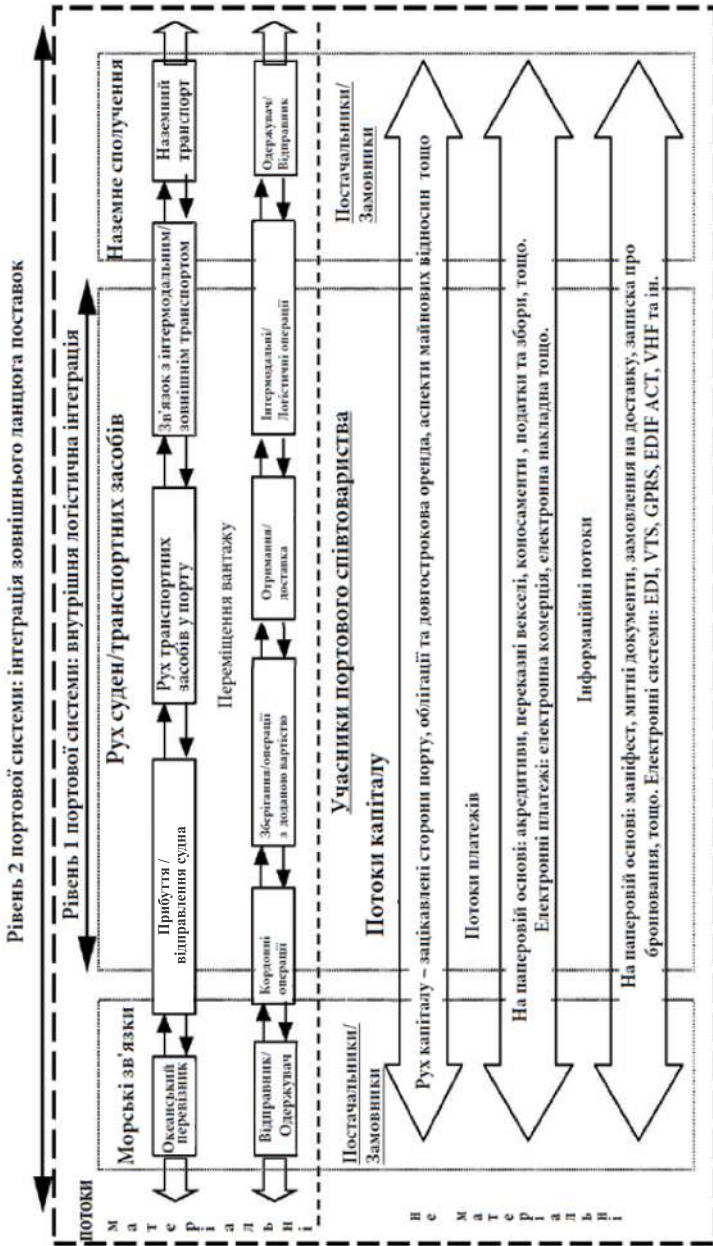 Рівень 2 портової системи: інтеграція зовнішнього ланцюга поставок
Рівень 1 портової системи: внутрішня логістична інтеграція
потоки
Морські зв'язки
Рух суден/транспортних засобів
Наземне сполучення
матеріальні
Океанський
перевізник
Прибуття /
відправлення судна
Рух транспортних
засобів у порту
Зв'язок з інтермодальним/
зовнішнім транспортом
Наземний
транспорт
Переміщення вантажу
Відправник/
Одержувач
Кордонні
операції
Зберігання/операції
з доданою вартістю
Отримання/
доставка
Інтермодальні/
Логістичні операції
Одержувач/
Відправник
Постачальники/
Замовники
Учасники портового співтовариства
Постачальники/
Замовники
нематеріальні
Потоки капіталу
Рух капіталу – зацікавлені сторони порту, облігації та довгострокова оренда, аспекти майнових відносин тощо
Потоки платежів
На паперовій основі: акредитиви, переказні векселі, коносаменти , податки та збори, тощо.
Електронні платежі: електронна комерція, електронна накладна тощо.
Інформаційні потоки
На паперовій основі: маніфест, митні документи, замовлення на доставку, записка про
бронювання, тощо. Електронні системи: EDI, VTS, GPRS, EDIF ACT, VHF та ін.